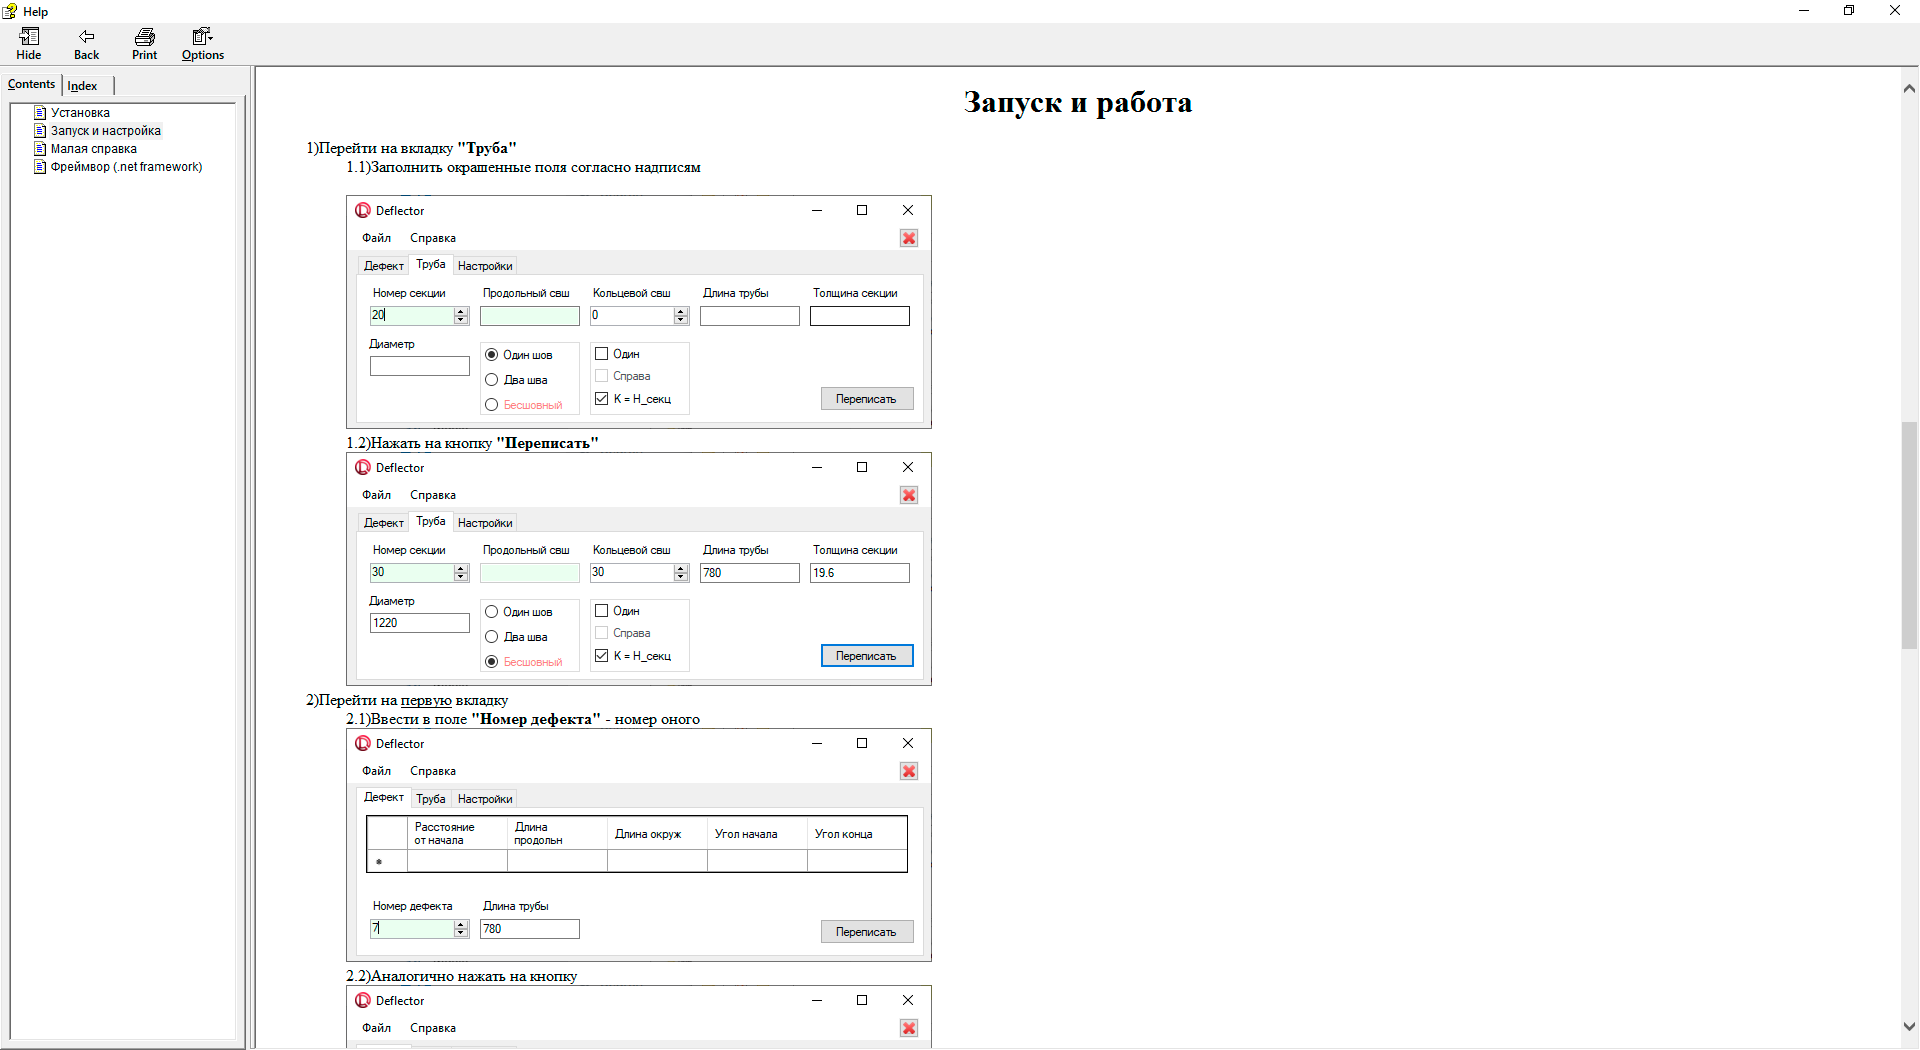 Help
Hide Back Print Options
Contents Index
Установка
Запуск и настройка
Малая справка
Фреймвор (.net framework)
Запуск и работа
1)Перейти на вкладку "Труба"
1.1)Заполнить окрашенные поля согласно надписям
Deflector
Файл Справка
Дефект Труба Настройки
Номер секции Продольный свш Кольцевой свш Длина трубы Толщина секции
20 0
Диаметр
Один шов Один
Два шва Справа
Бесшовный K = Н_секц Переписать
1.2)Нажать на кнопку "Переписать"
Deflector
Файл Справка
Дефект Труба Настройки
Номер секции Продольный свш Кольцевой свш Длина трубы Толщина секции
30 30 780 19.6
Диаметр
1220
Один шов Один
Два шва Справа
Бесшовный K = Н_секц Переписать
2)Перейти на первую вкладку
2.1)Ввести в поле "Номер дефекта" - номер оного
Deflector
Файл Справка
Дефект Труба Настройки
Расстояние от начала Длина продольн Длина окруж Угол начала Угол конца
*
Номер дефекта Длина трубы
7 780 Переписать
2.2)Аналогично нажать на кнопку
Deflector
Файл Справка